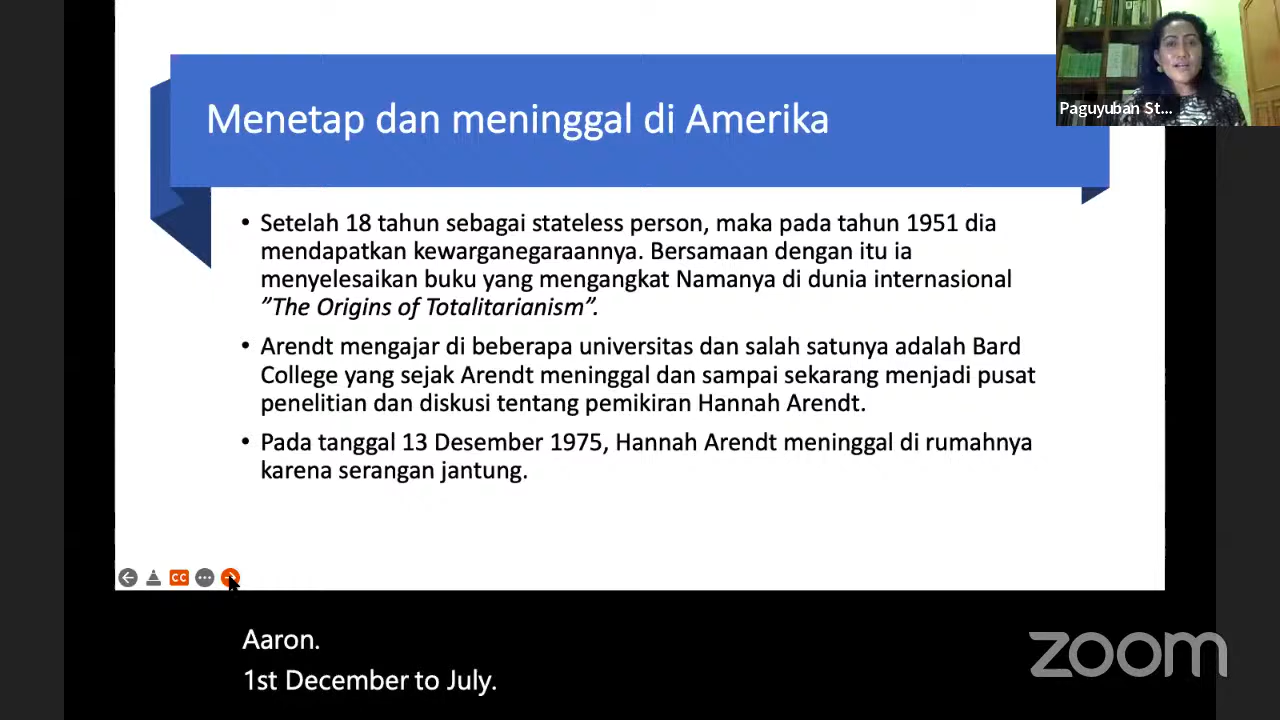 Menetap dan meninggal di Amerika
Paguyuban St...
• Setelah 18 tahun sebagai stateless person, maka pada tahun 1951 dia
mendapatkan kewarganegaraannya. Bersamaan dengan itu ia
menyelesaikan buku yang mengangkat Namanya di dunia internasional
”The Origins of Totalitarianism”.
• Arendt mengajar di beberapa universitas dan salah satunya adalah Bard
College yang sejak Arendt meninggal dan sampai sekarang menjadi pusat
penelitian dan diskusi tentang pemikiran Hannah Arendt.
• Pada tanggal 13 Desember 1975, Hannah Arendt meninggal di rumahnya
karena serangan jantung.
CC
Aaron.
1st December to July.
zoom